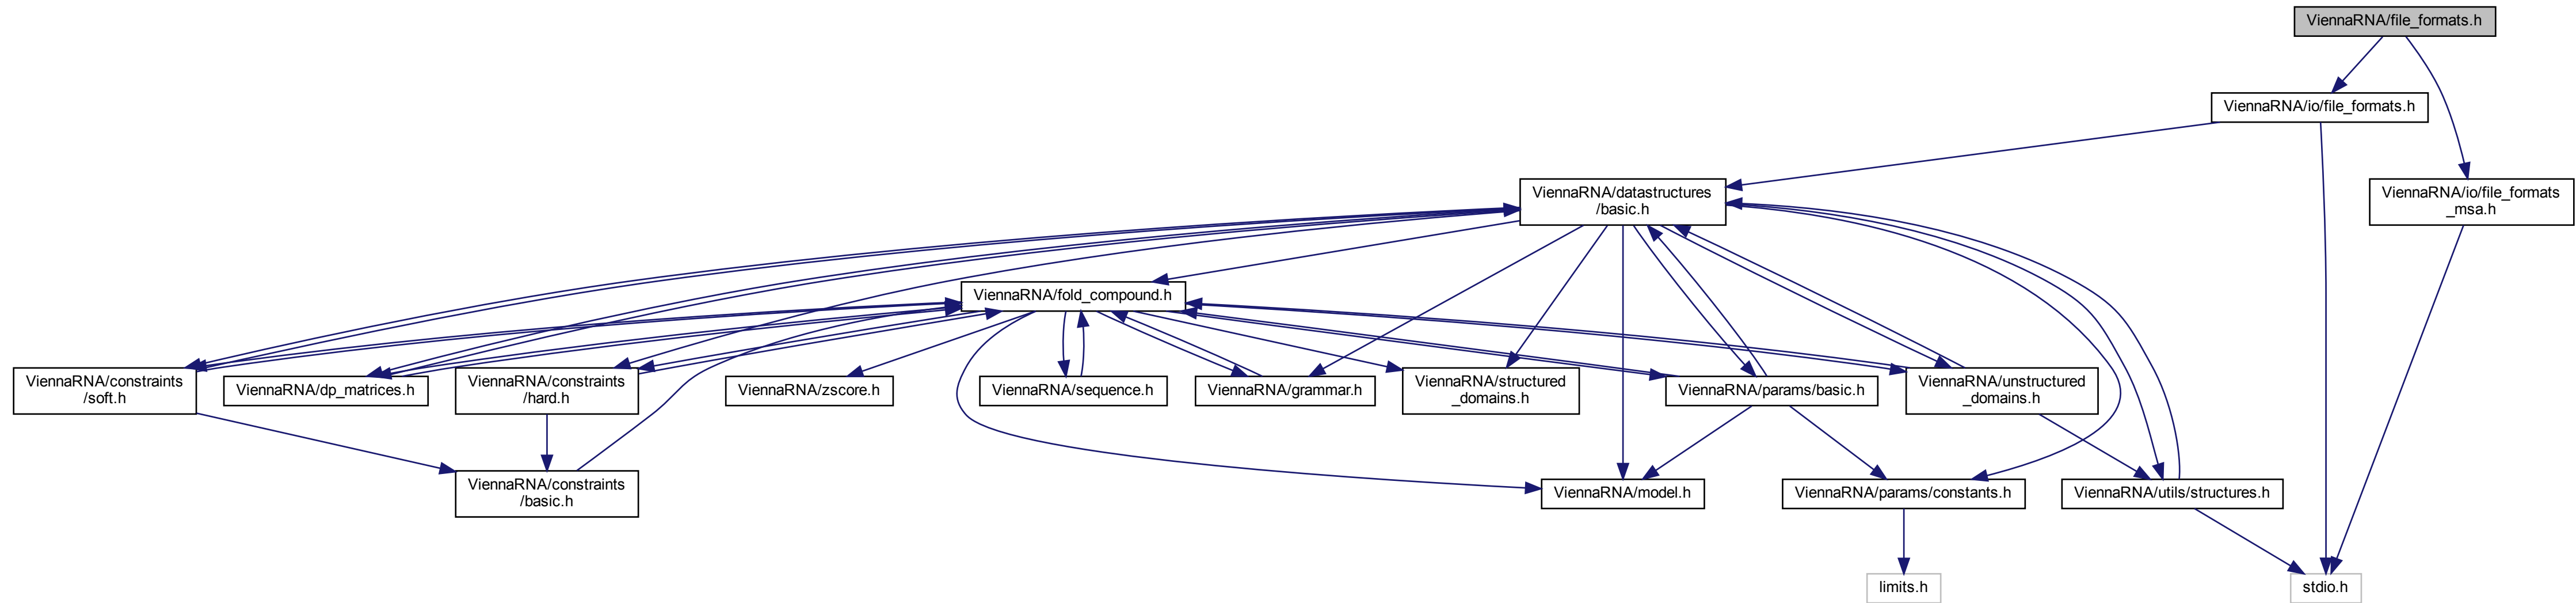 ViennaRNA/file_formats.h
ViennaRNA/io/file_formats.h
ViennaRNA/datastructures
/basic.h
ViennaRNA/io/file_formats
_msa.h
ViennaRNA/fold_compound.h
ViennaRNA/constraints
/soft.h
ViennaRNA/dp_matrices.h
ViennaRNA/constraints
/hard.h
ViennaRNA/zscore.h
ViennaRNA/sequence.h
ViennaRNA/grammar.h
ViennaRNA/structured
_domains.h
ViennaRNA/params/basic.h
ViennaRNA/unstructured
_domains.h
ViennaRNA/constraints
/basic.h
ViennaRNA/model.h
ViennaRNA/params/constants.h
ViennaRNA/utils/structures.h
limits.h
stdio.h